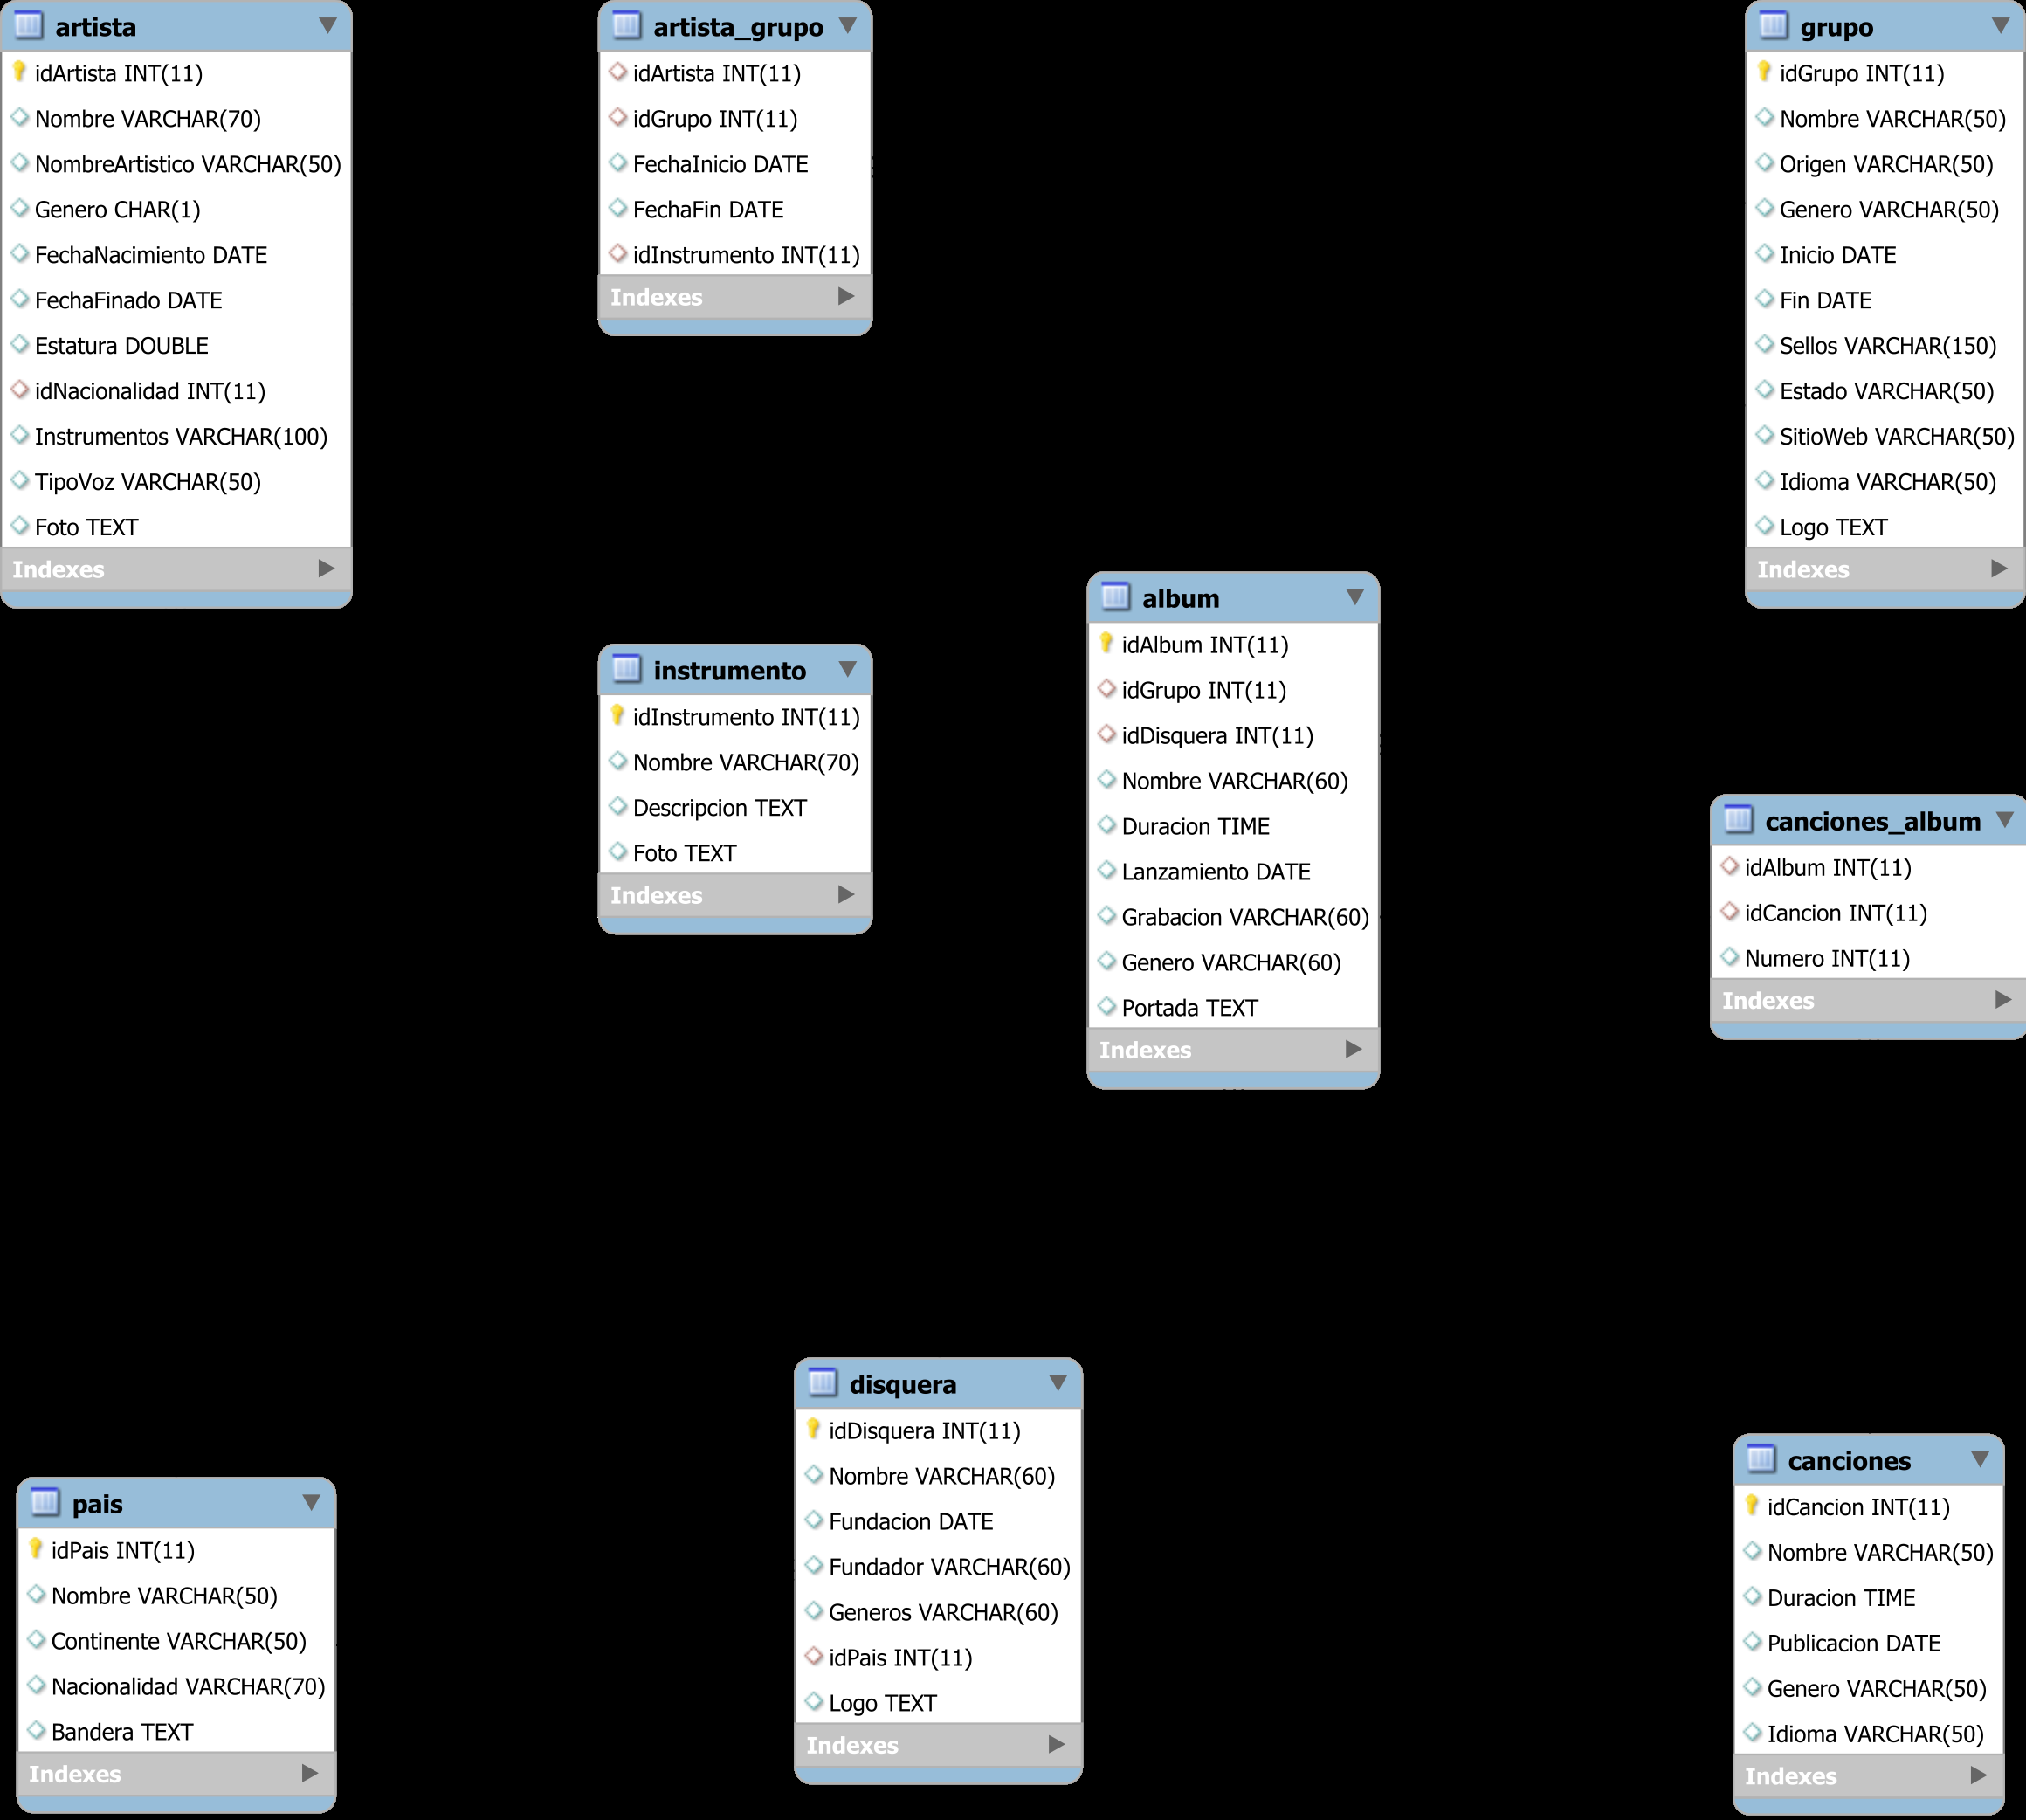 artista
idArtista INT(11)
Nombre VARCHAR(70)
NombreArtistico VARCHAR(50)
Genero CHAR(1)
FechaNacimiento DATE
FechaFinado DATE
Estatura DOUBLE
idNacionalidad INT(11)
Instrumentos VARCHAR(100)
TipoVoz VARCHAR(50)
Foto TEXT
Indexes
artista_grupo
idArtista INT(11)
idGrupo INT(11)
FechaInicio DATE
FechaFin DATE
idInstrumento INT(11)
Indexes
grupo
idGrupo INT(11)
Nombre VARCHAR(50)
Origen VARCHAR(50)
Genero VARCHAR(50)
Inicio DATE
Fin DATE
Sellos VARCHAR(150)
Estado VARCHAR(50)
SitioWeb VARCHAR(50)
Idioma VARCHAR(50)
Logo TEXT
Indexes
instrumento
idInstrumento INT(11)
Nombre VARCHAR(70)
Descripcion TEXT
Foto TEXT
Indexes
album
idAlbum INT(11)
idGrupo INT(11)
idDisquera INT(11)
Nombre VARCHAR(60)
Duracion TIME
Lanzamiento DATE
Grabacion VARCHAR(60)
Genero VARCHAR(60)
Portada TEXT
Indexes
canciones_album
idAlbum INT(11)
idCancion INT(11)
Numero INT(11)
Indexes
pais
idPais INT(11)
Nombre VARCHAR(50)
Continente VARCHAR(50)
Nacionalidad VARCHAR(70)
Bandera TEXT
Indexes
disquera
idDisquera INT(11)
Nombre VARCHAR(60)
Fundacion DATE
Fundador VARCHAR(60)
Generos VARCHAR(60)
idPais INT(11)
Logo TEXT
Indexes
canciones
idCancion INT(11)
Nombre VARCHAR(50)
Duracion TIME
Publicacion DATE
Genero VARCHAR(50)
Idioma VARCHAR(50)
Indexes